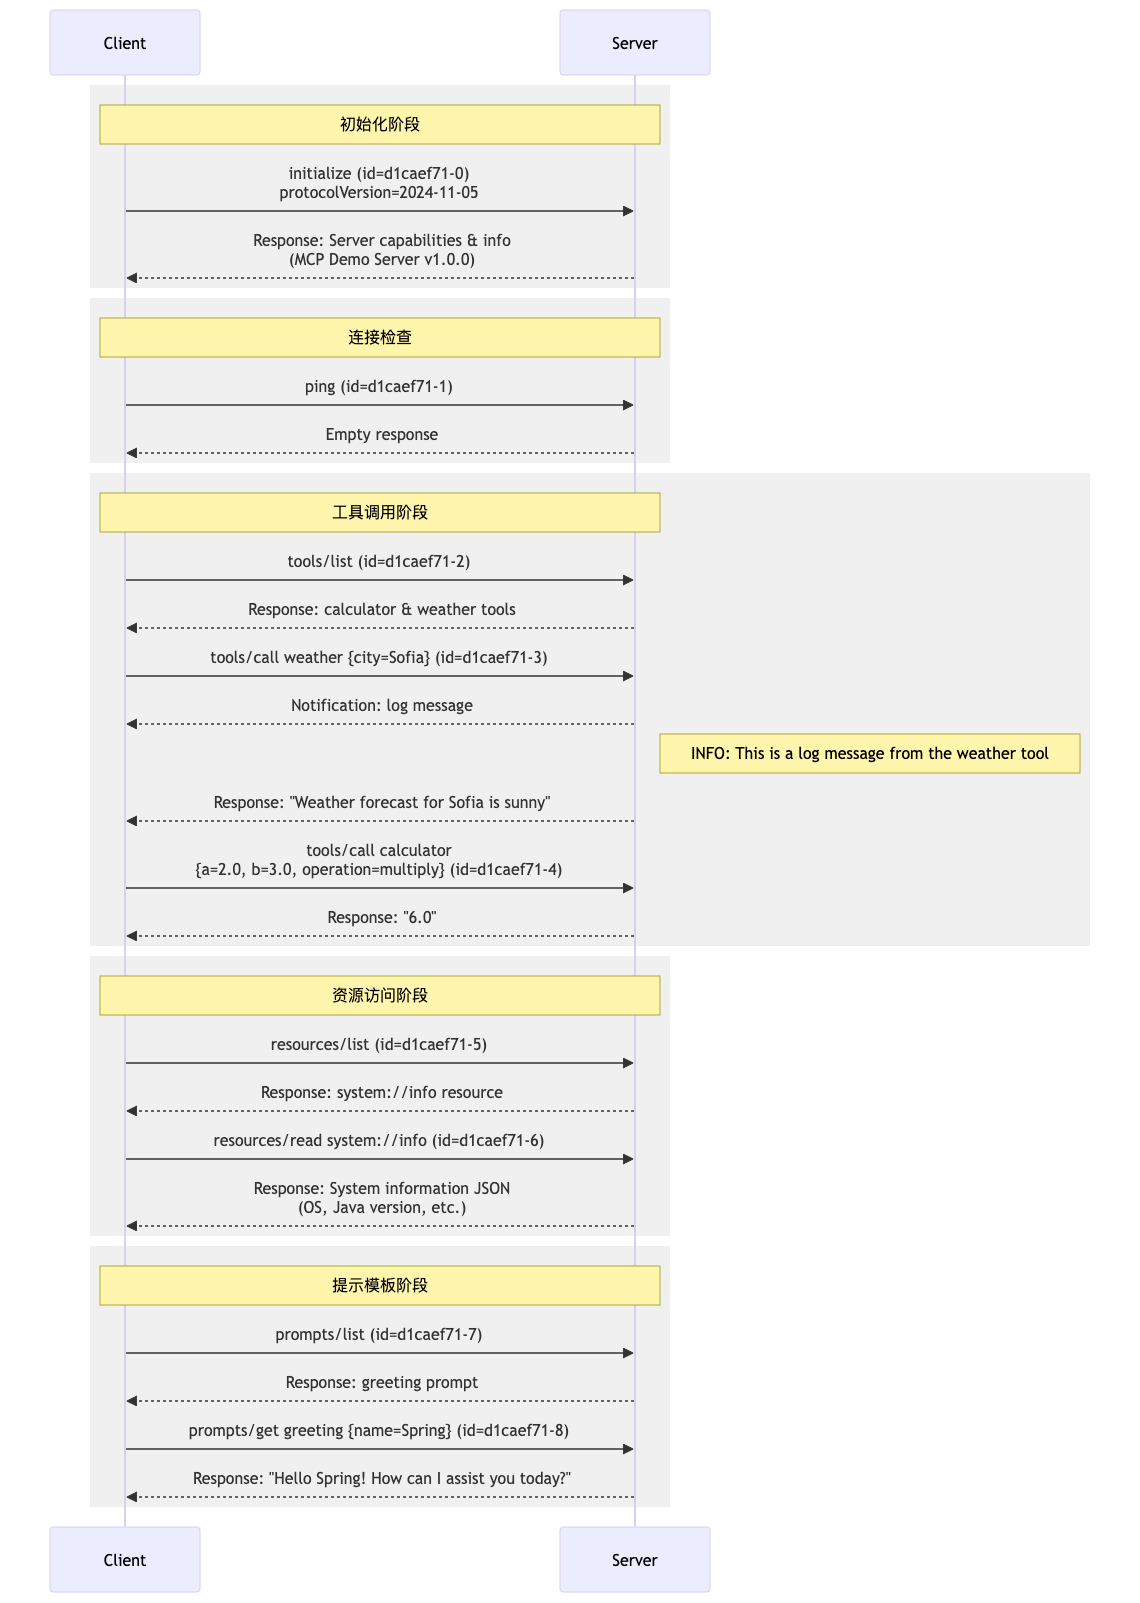 Client
Server
初始化阶段
initialize (id=d1caef71-0)
protocolVersion=2024-11-05
Response: Server capabilities & info
(MCP Demo Server v1.0.0)
连接检查
ping (id=d1caef71-1)
Empty response
工具调用阶段
tools/list (id=d1caef71-2)
Response: calculator & weather tools
tools/call weather {city=Sofia} (id=d1caef71-3)
Notification: log message
INFO: This is a log message from the weather tool
Response: "Weather forecast for Sofia is sunny"
tools/call calculator
{a=2.0, b=3.0, operation=multiply} (id=d1caef71-4)
Response: "6.0"
资源访问阶段
resources/list (id=d1caef71-5)
Response: system://info resource
resources/read system://info (id=d1caef71-6)
Response: System information JSON
(OS, Java version, etc.)
提示模板阶段
prompts/list (id=d1caef71-7)
Response: greeting prompt
prompts/get greeting {name=Spring} (id=d1caef71-8)
Response: "Hello Spring! How can I assist you today?"
Client
Server